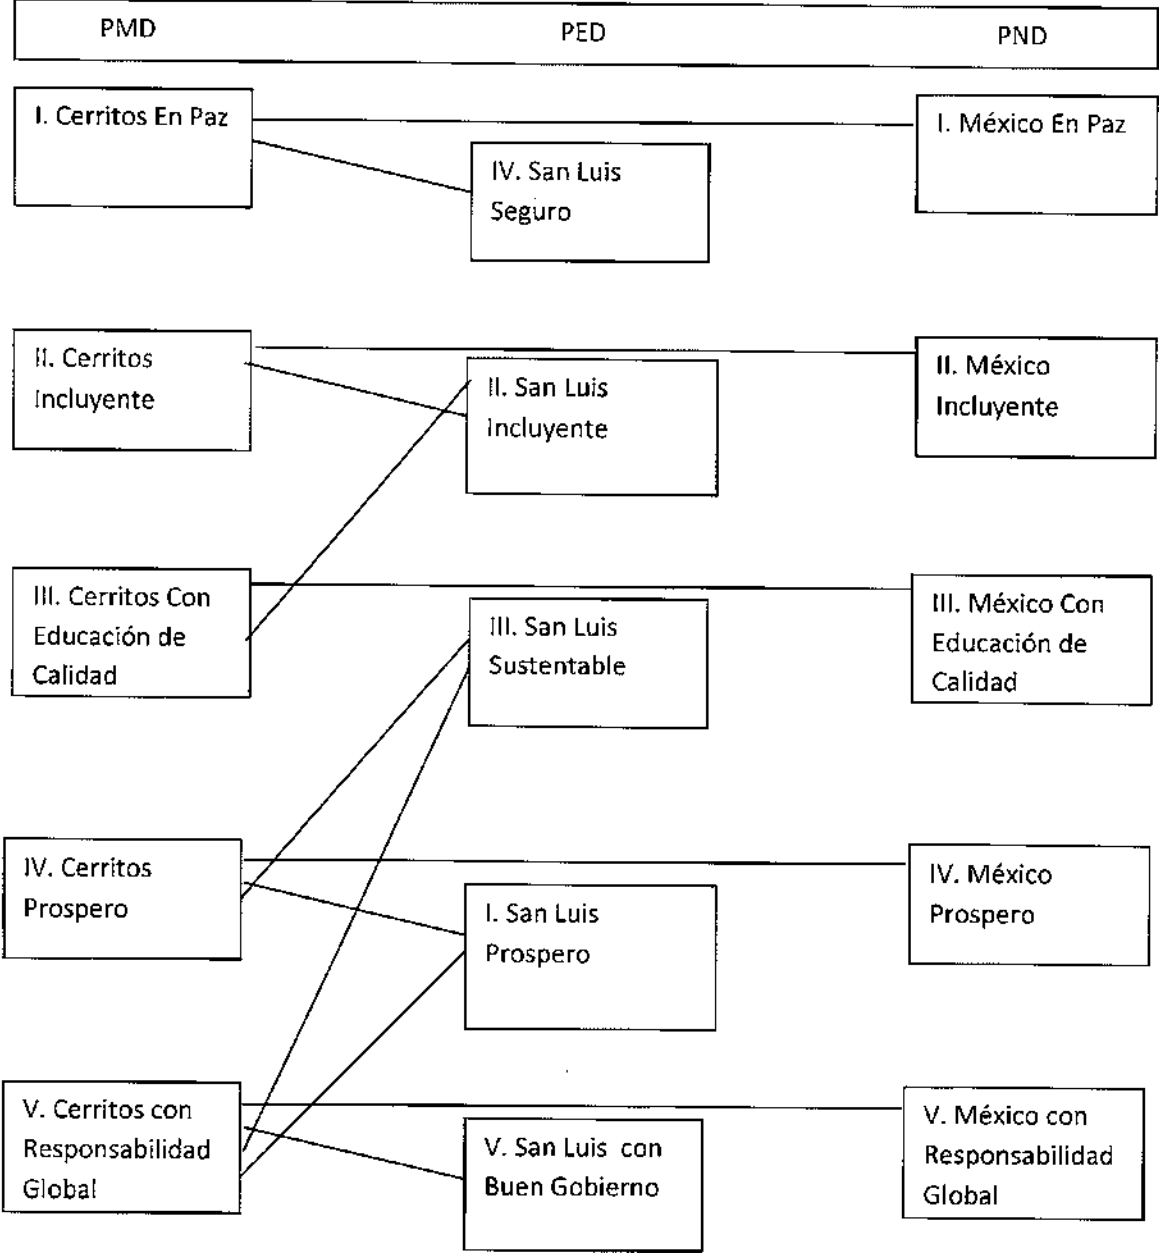 PMD PED PND
I. Cerritos En Paz
I. México En Paz
IV. San Luis
Seguro
II. Cerritos
Incluyente
II. San Luis
Incluyente
II. México
Incluyente
III. Cerritos Con
Educación de
Calidad
III. San Luis
Sustentable
III. México Con
Educación de
Calidad
IV. Cerritos
Prospero
I. San Luis
Prospero
IV. México
Prospero
V. Cerritos con
Responsabilidad
Global
V. San Luis con
Buen Gobierno
V. México con
Responsabilidad
Global